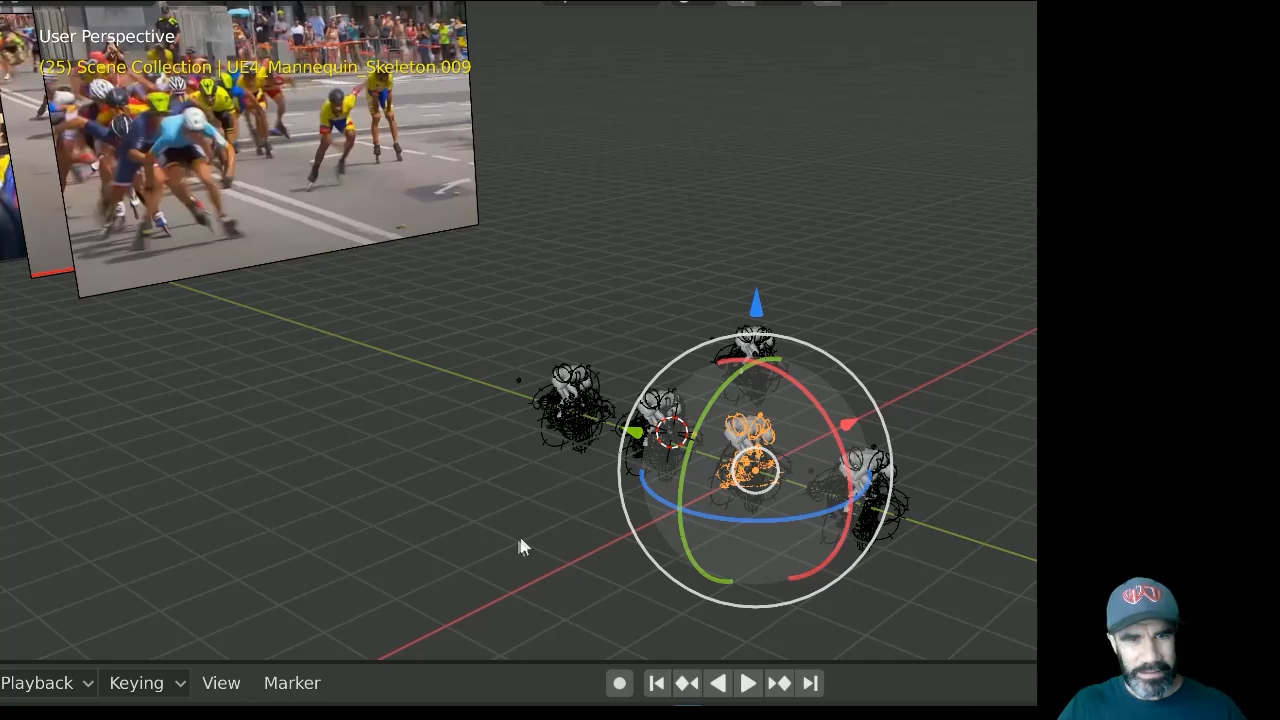 User Perspective
(25) Scene Collection | UE4_Mannequin_Skeleton.009
Playback Keying View Marker